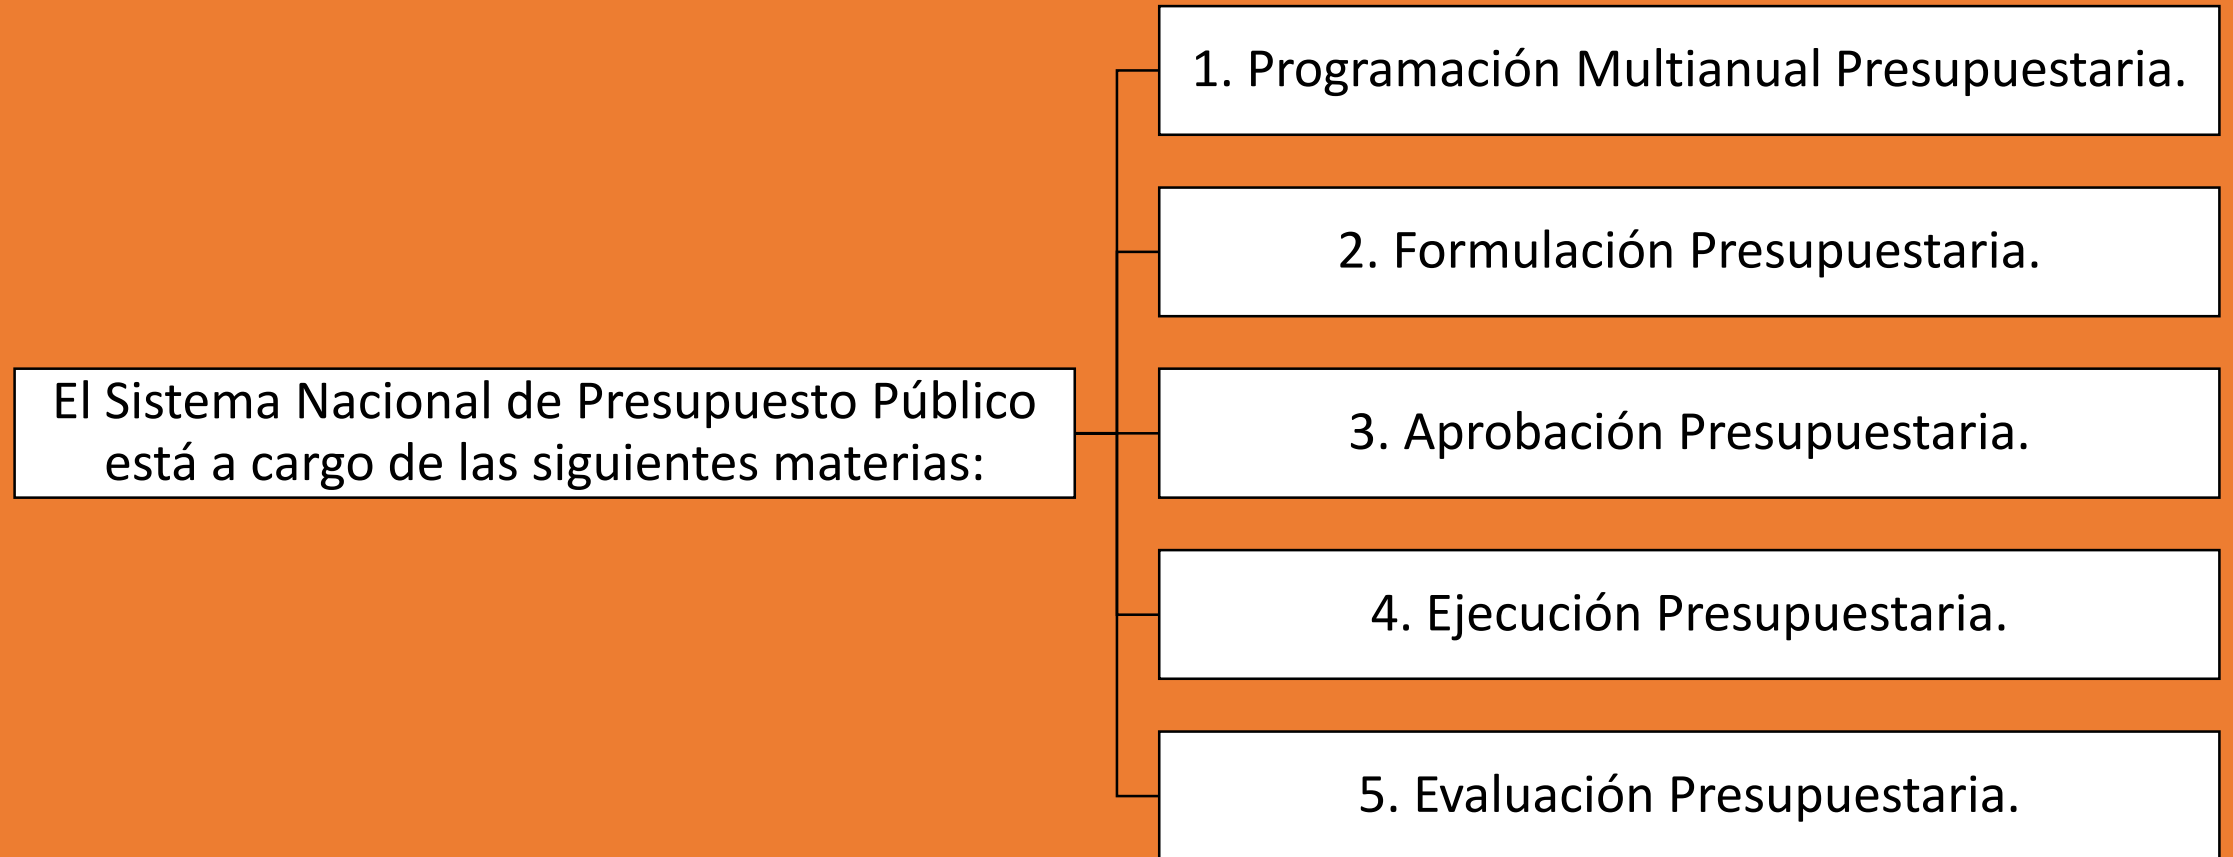 El Sistema Nacional de Presupuesto Público
está a cargo de las siguientes materias:
1. Programación Multianual Presupuestaria.
2. Formulación Presupuestaria.
3. Aprobación Presupuestaria.
4. Ejecución Presupuestaria.
5. Evaluación Presupuestaria.